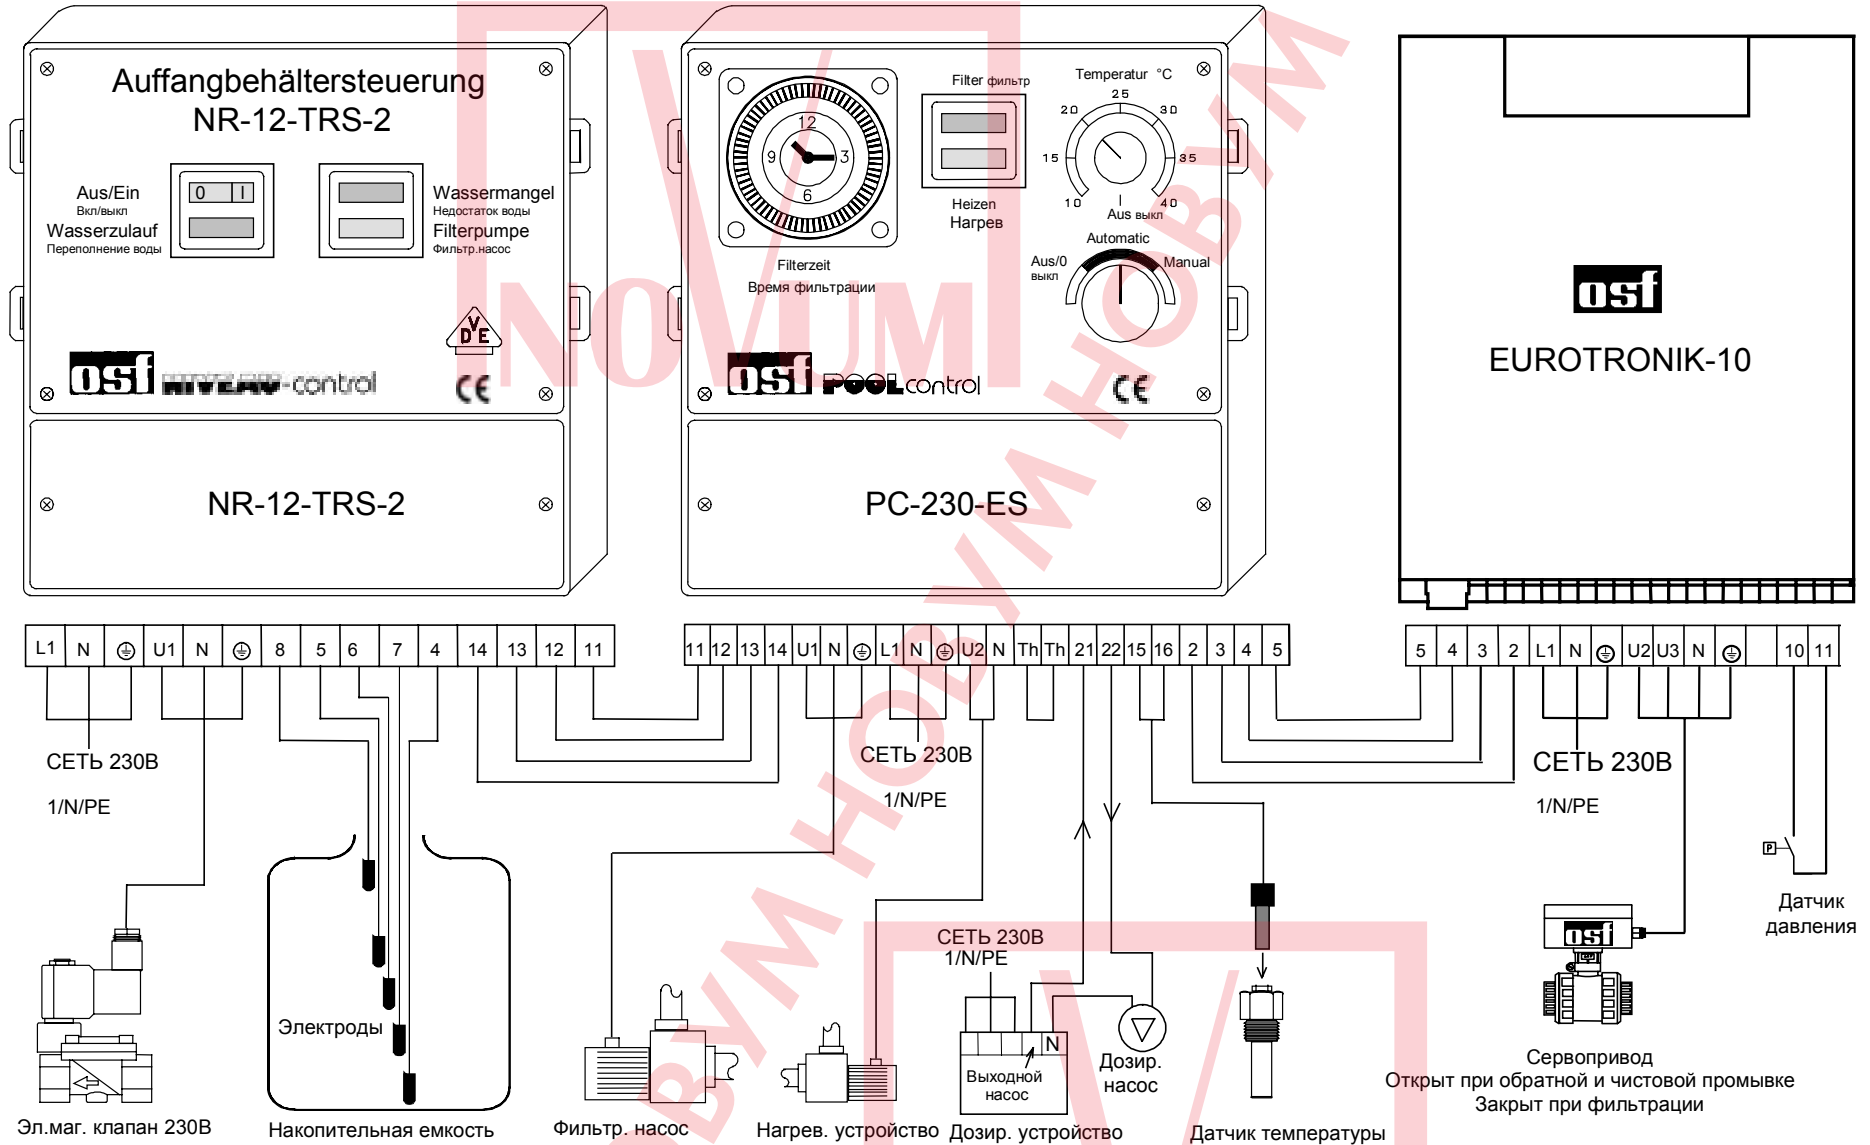 Auffangbehältersteuerung
NR-12-TRS-2
Aus/Ein
Вкл/выкл
Wasserzulauf
Переполнение воды
0 I
Wassermangel
Недостаток воды
Filterpumpe
Фильтр.насос
VDE
osf NIVEAU-control
CE
NR-12-TRS-2
12
3
6
9
Filterzeit
Время фильтрации
Filter фильтр
Heizen
Нагрев
Temperatur °C
10 15 20 25 30 35 40
Aus выкл
Automatic
Aus/0
выкл
Manual
osf POOLcontrol
CE
PC-230-ES
osf
EUROTRONIK-10
NOVUM
НОВУМ НОВУМ НОВУМ
L1 N U1 N 8 5 6 7 4 14 13 12 11
11 12 13 14 U1 N L1 N U2 N Th Th 21 22 15 16 2 3 4 5
5 4 3 2 L1 N U2 U3 N 10 11
СЕТЬ 230В
1/N/PE
СЕТЬ 230В
1/N/PE
СЕТЬ 230В
1/N/PE
СЕТЬ 230В
1/N/PE
Электроды
N
Выходной
насос
Дозир.
насос
P
Датчик
давления
osf
Сервопривод
Открыт при обратной и чистовой промывке
Закрыт при фильтрации
Эл.маг. клапан 230В
Накопительная емкость
Фильтр. насос
Нагрев. устройство
Дозир. устройство
Датчик температуры